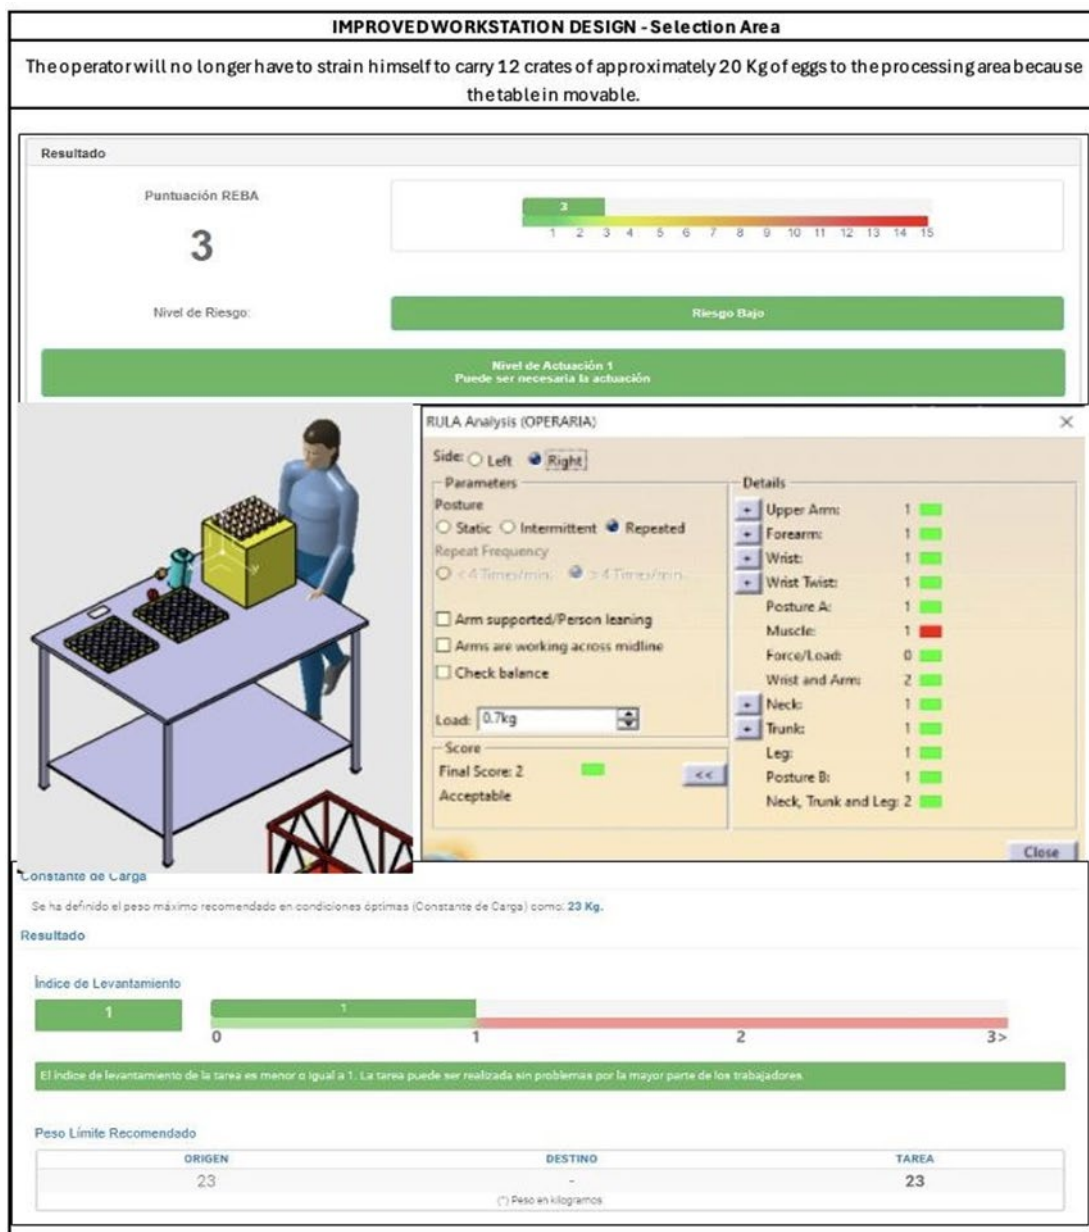 IMPROVED WORKSTATION DESIGN - Selection Area
The operator will no longer have to strain himself to carry 12 crates of approximately 20 Kg of eggs to the processing area because
the table in movable.
Resultado
Puntuación REBA
3
3
1 2 3 4 5 6 7 8 9 10 11 12 13 14 15
Nivel de Riesgo:
Riesgo Bajo
Nivel de Actuación 1
Puede ser necesaria la actuación
RULA Analysis (OPERARIA)
Side: Left Right
Parameters
Posture
Static Intermittent Repeated
Repeat Frequency
< 4 Times/min. > 4 Times/min.
Arm supported/Person leaning
Arms are working across midline
Check balance
Load: 0.7kg
Score
Final Score: 2
<<
Acceptable
Details
+ Upper Arm: 1
+ Forearm: 1
+ Wrist: 1
+ Wrist Twist: 1
Posture A: 1
Muscle: 1
Force/Load: 0
Wrist and Arm: 2
+ Neck: 1
+ Trunk: 1
Leg: 1
Posture B: 1
Neck, Trunk and Leg: 2
Close
Constante de Carga
Se ha definido el peso máximo recomendado en condiciones óptimas (Constante de Carga) como: 23 Kg.
Resultado
Índice de Levantamiento
1
1
0 1 2 3>
El índice de levantamiento de la tarea es menor o igual a 1. La tarea puede ser realizada sin problemas por la mayor parte de los trabajadores.
Peso Límite Recomendado
ORIGEN DESTINO TAREA
23 - 23
(*) Peso en kilogramos